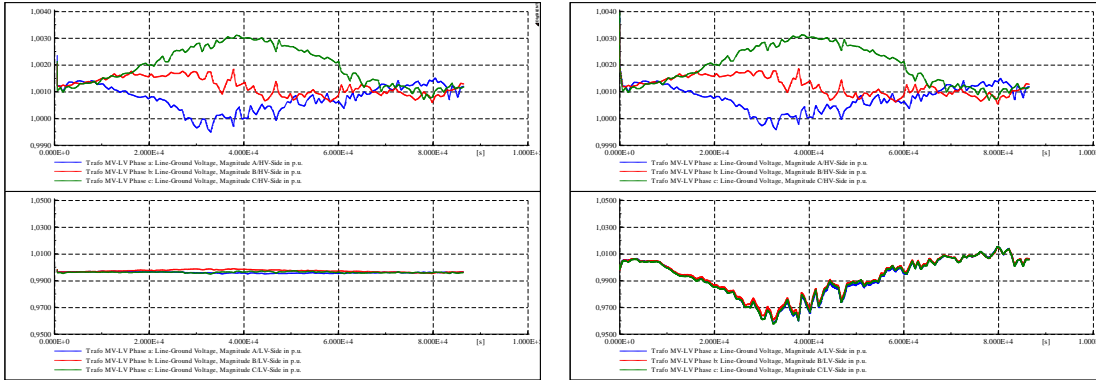 1,0040
1,0030
1,0020
1,0010
1,0000
0,9990
0.000E+0 2.000E+4 4.000E+4 6.000E+4 8.000E+4 [s] 1.000E+
Trafo MV-LV Phase a: Line-Ground Voltage, Magnitude A/HV-Side in p.u.
Trafo MV-LV Phase b: Line-Ground Voltage, Magnitude B/HV-Side in p.u.
Trafo MV-LV Phase c: Line-Ground Voltage, Magnitude C/HV-Side in p.u.
1,0500
1,0300
1,0100
0,9900
0,9700
0,9500
0.000E+0 2.000E+4 4.000E+4 6.000E+4 8.000E+4 [s] 1.000E+
Trafo MV-LV Phase a: Line-Ground Voltage, Magnitude A/LV-Side in p.u.
Trafo MV-LV Phase b: Line-Ground Voltage, Magnitude B/LV-Side in p.u.
Trafo MV-LV Phase c: Line-Ground Voltage, Magnitude C/LV-Side in p.u.
1,0040
1,0030
1,0020
1,0010
1,0000
0,9990
0.000E+0 2.000E+4 4.000E+4 6.000E+4 8.000E+4 [s] 1.000
Trafo MV-LV Phase a: Line-Ground Voltage, Magnitude A/HV-Side in p.u.
Trafo MV-LV Phase b: Line-Ground Voltage, Magnitude B/HV-Side in p.u.
Trafo MV-LV Phase c: Line-Ground Voltage, Magnitude C/HV-Side in p.u.
1,0500
1,0300
1,0100
0,9900
0,9700
0,9500
0.000E+0 2.000E+4 4.000E+4 6.000E+4 8.000E+4 [s] 1.000
Trafo MV-LV Phase a: Line-Ground Voltage, Magnitude A/LV-Side in p.u.
Trafo MV-LV Phase b: Line-Ground Voltage, Magnitude B/LV-Side in p.u.
Trafo MV-LV Phase c: Line-Ground Voltage, Magnitude C/LV-Side in p.u.